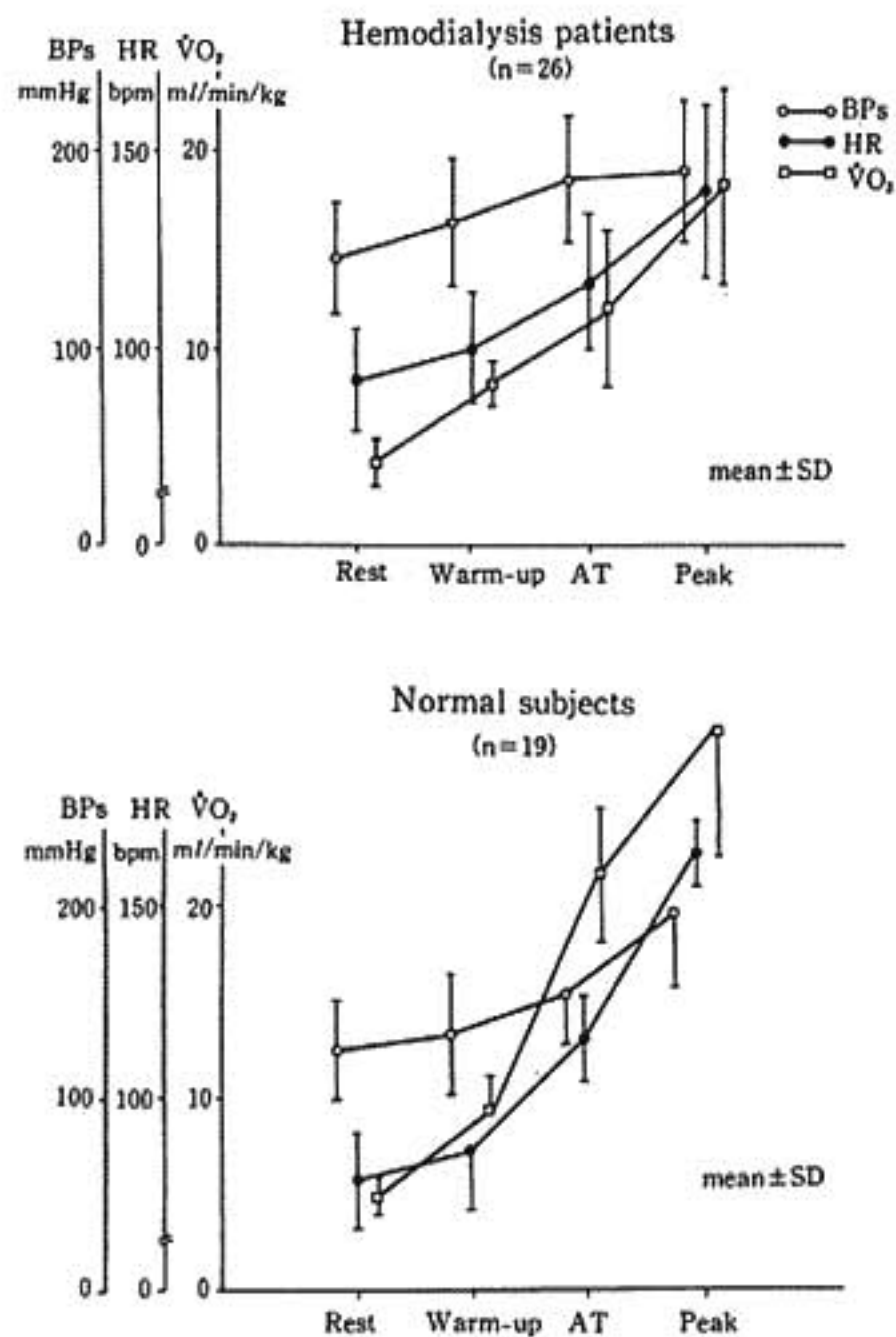 Hemodialysis patients
(n=26)
BPs HR V̇O₂
mmHg bpm ml/min/kg
BPs
HR
V̇O₂
200 150 20
100 100 10
0 0 0
mean±SD
Rest Warm-up AT Peak
Normal subjects
(n=19)
BPs HR V̇O₂
mmHg bpm ml/min/kg
200 150 20
100 100 10
0 0 0
mean±SD
Rest Warm-up AT Peak